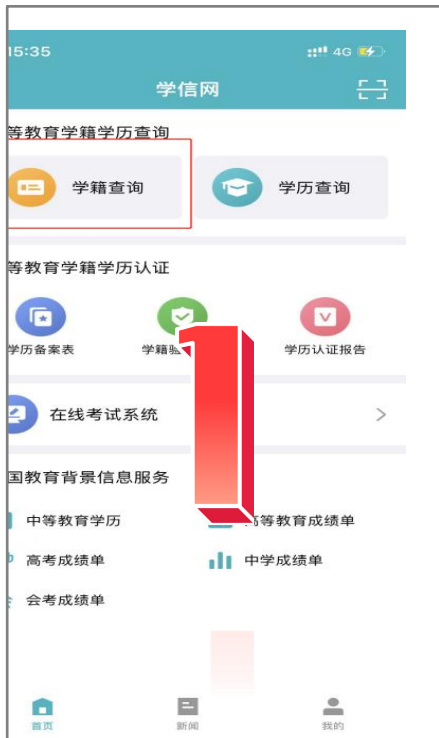 15:35 4G
学信网
等教育学籍学历查询
学籍查询 学历查询
等教育学籍学历认证
学历备案表 学籍验 学历认证报告
在线考试系统
国教育背景信息服务
中等教育学历 高等教育成绩单
高考成绩单 中学成绩单
会考成绩单
1
首页 新闻 我的